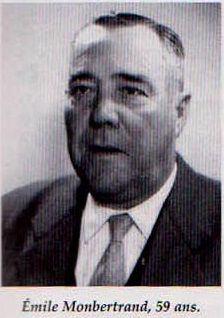 Émile Monbertrand, 59 ans.